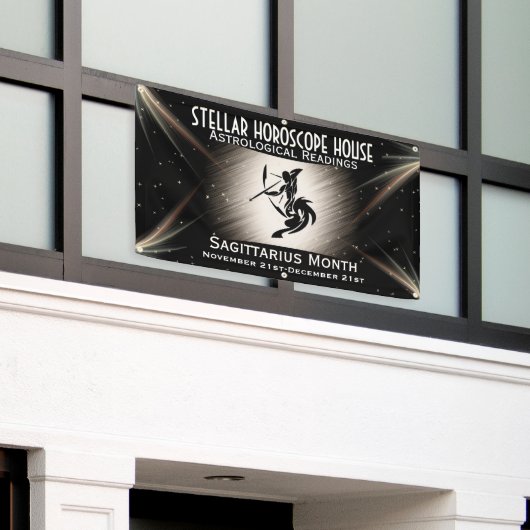 STELLAR HOROSCOPE HOUSE
ASTROLOGICAL READINGS
SAGITTARIUS MONTH
NOVEMBER 21ST-DECEMBER 21ST